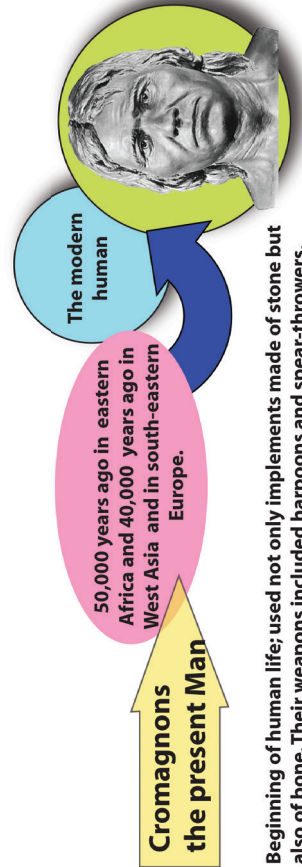 Cromagnons
the present Man
50,000 years ago in eastern
Africa and 40,000 years ago in
West Asia and in south-eastern
Europe.
The modern
human
Beginning of human life; used not only implements made of stone but
also of bone. Their weapons included harpoons and spear-throwers.